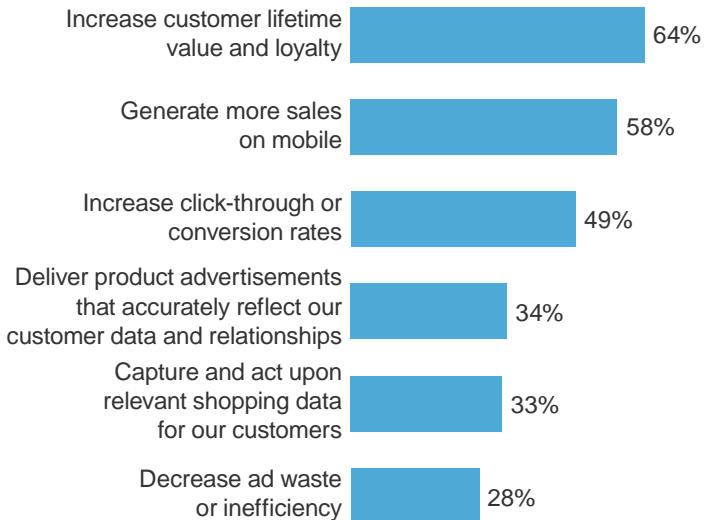 Increase customer lifetime
value and loyalty
64%
Generate more sales
on mobile
58%
Increase click-through or
conversion rates
49%
Deliver product advertisements
that accurately reflect our
customer data and relationships
34%
Capture and act upon
relevant shopping data
for our customers
33%
Decrease ad waste
or inefficiency
28%